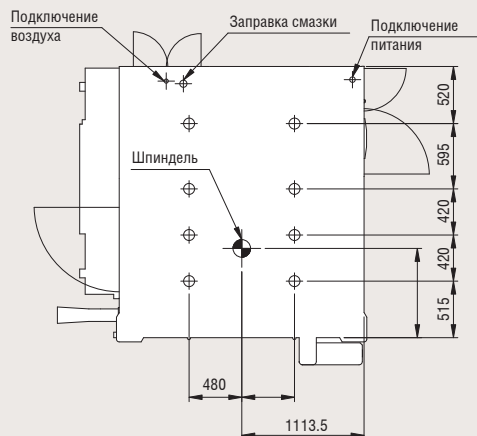 Подключение
воздуха
Заправка смазки
Подключение
питания
Шпиндель
520
595
420
420
515
480
1113.5